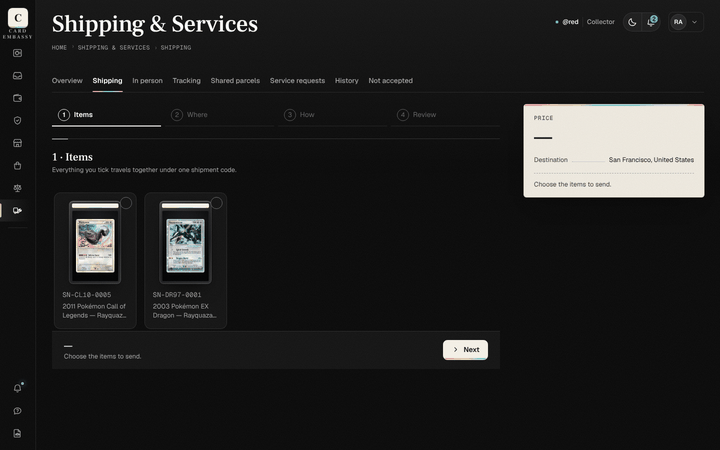 C
CARD
EMBASSY
Shipping & Services
HOME › SHIPPING & SERVICES › SHIPPING
@red Collector
2
RA
Overview Shipping In person Tracking Shared parcels Service requests History Not accepted
1 Items
2 Where
3 How
4 Review
1 · Items
Everything you tick travels together under one shipment code.
SN-CL10-0005
2011 Pokémon Call of
Legends — Rayquaz…
SN-DR97-0001
2003 Pokémon EX
Dragon — Rayquaza…
—
Choose the items to send.
Next
PRICE
—
Destination San Francisco, United States
Choose the items to send.